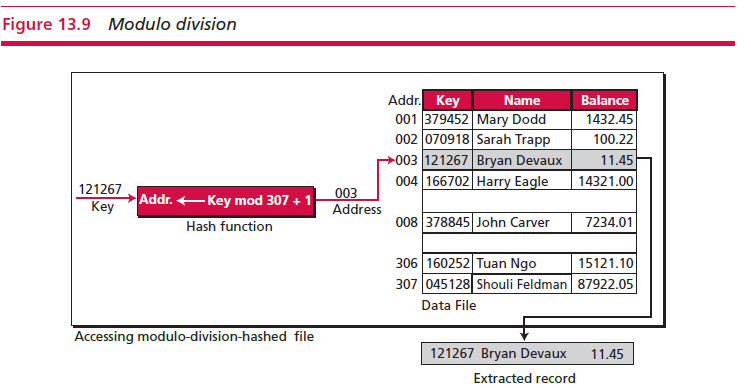 Figure 13.9 Modulo division
Addr. Key Name Balance
001 379452 Mary Dodd 1432.45
002 070918 Sarah Trapp 100.22
003 121267 Bryan Devaux 11.45
004 166702 Harry Eagle 14321.00
121267
Key
Addr. ← Key mod 307 + 1
Hash function
003
Address
008 378845 John Carver 7234.01
306 160252 Tuan Ngo 15121.10
307 045128 Shouli Feldman 87922.05
Data File
Accessing modulo-division-hashed file
121267 Bryan Devaux 11.45
Extracted record